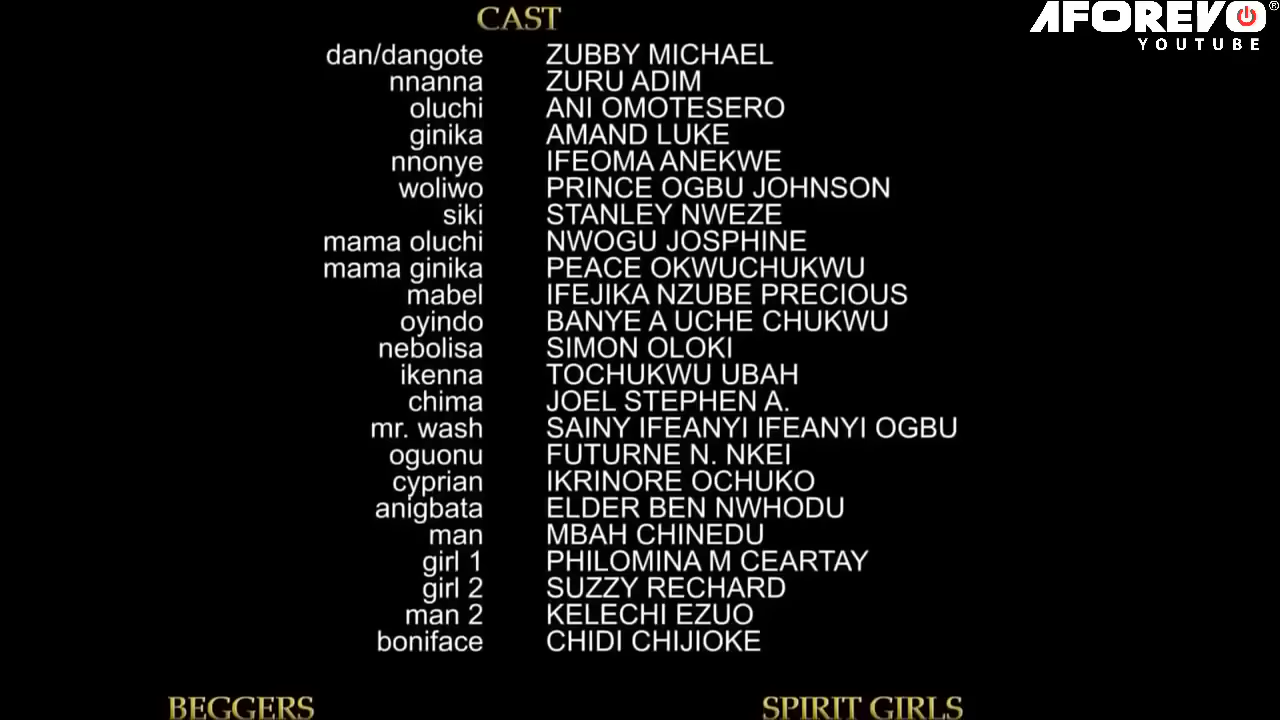 CAST
AFOREVO®
YOUTUBE
dan/dangote ZUBBY MICHAEL
nnanna ZURU ADIM
oluchi ANI OMOTESERO
ginika AMAND LUKE
nnonye IFEOMA ANEKWE
woliwo PRINCE OGBU JOHNSON
siki STANLEY NWEZE
mama oluchi NWOGU JOSPHINE
mama ginika PEACE OKWUCHUKWU
mabel IFEJIKA NZUBE PRECIOUS
oyindo BANYE A UCHE CHUKWU
nebolisa SIMON OLOKI
ikenna TOCHUKWU UBAH
chima JOEL STEPHEN A.
mr. wash SAINY IFEANYI IFEANYI OGBU
oguonu FUTURNE N. NKEI
cyprian IKRINORE OCHUKO
anigbata ELDER BEN NWHODU
man MBAH CHINEDU
girl 1 PHILOMINA M CEARTAY
girl 2 SUZZY RECHARD
man 2 KELECHI EZUO
boniface CHIDI CHIJIOKE
BEGGERS SPIRIT GIRLS